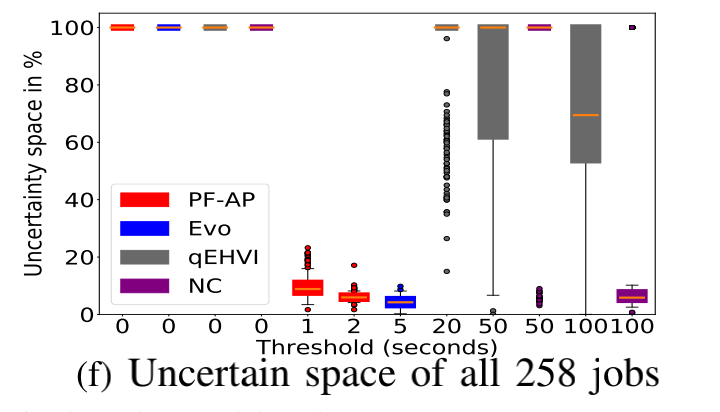 100
80
60
40
20
0
Uncertainty space in %
PF-AP
Evo
qEHVI
NC
0 0 0 0 1 2 5 20 50 50 100 100
Threshold (seconds)
(f) Uncertain space of all 258 jobs